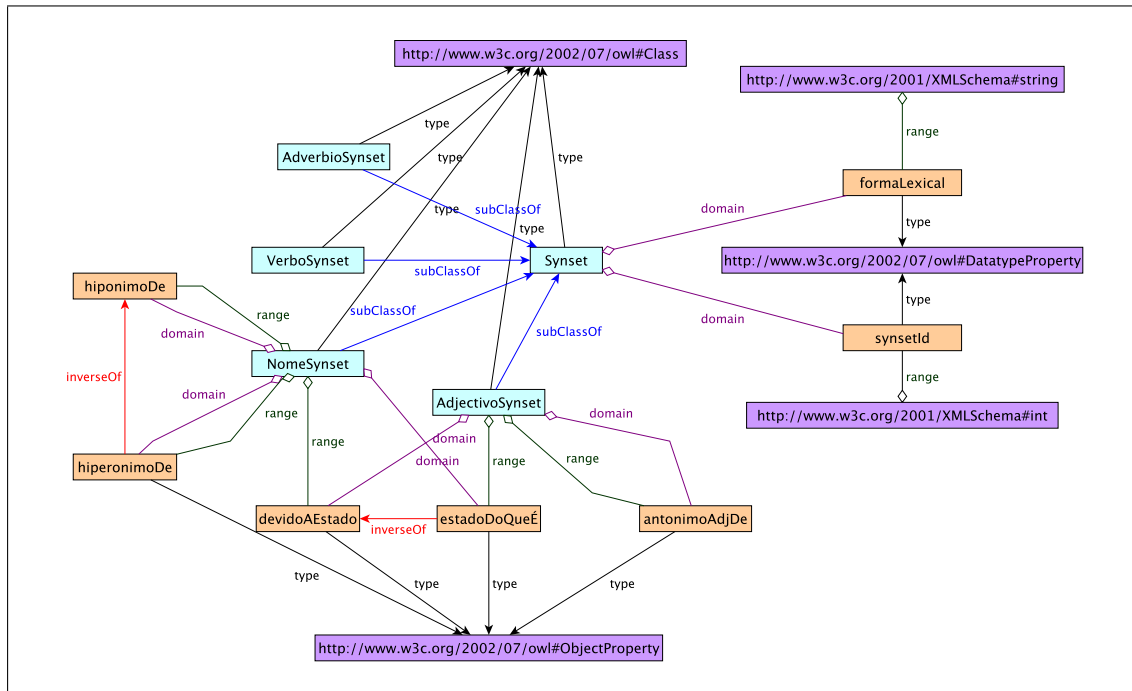 http://www.w3c.org/2002/07/owl#Class
http://www.w3c.org/2001/XMLSchema#string
type
range
AdverbioSynset
type
type
formaLexical
subClassOf
type
domain
type
type
VerboSynset
subClassOf
Synset
http://www.w3c.org/2002/07/owl#DatatypeProperty
hiponimoDe
range
subClassOf
domain
type
domain
subClassOf
synsetId
NomeSynset
inverseOf
range
AdjectivoSynset
domain
http://www.w3c.org/2001/XMLSchema#int
domain
range
range
domain
domain
range
range
hiperonimoDe
devidoAEstado
inverseOf
estadoDoQueÉ
antonimoAdjDe
type
type
type
type
http://www.w3c.org/2002/07/owl#ObjectProperty